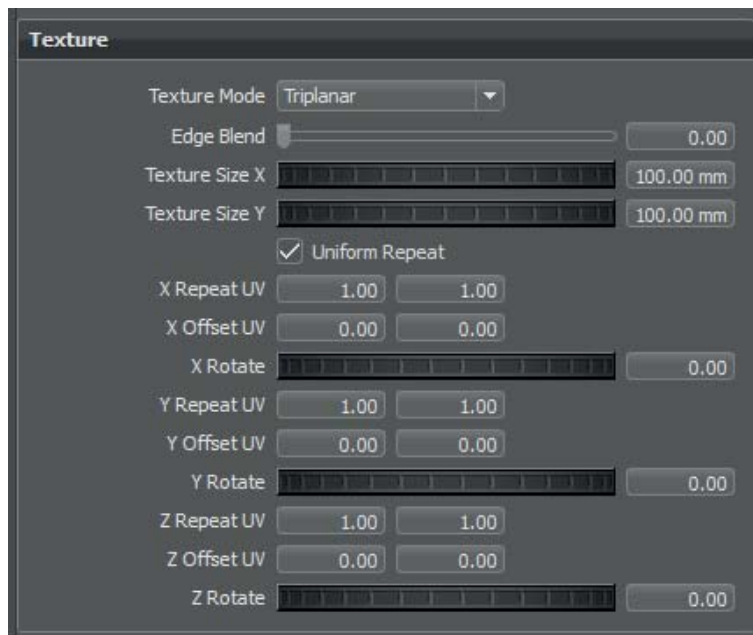 Texture
Texture Mode Triplanar
Edge Blend 0.00
Texture Size X 100.00 mm
Texture Size Y 100.00 mm
Uniform Repeat
X Repeat UV 1.00 1.00
X Offset UV 0.00 0.00
X Rotate 0.00
Y Repeat UV 1.00 1.00
Y Offset UV 0.00 0.00
Y Rotate 0.00
Z Repeat UV 1.00 1.00
Z Offset UV 0.00 0.00
Z Rotate 0.00